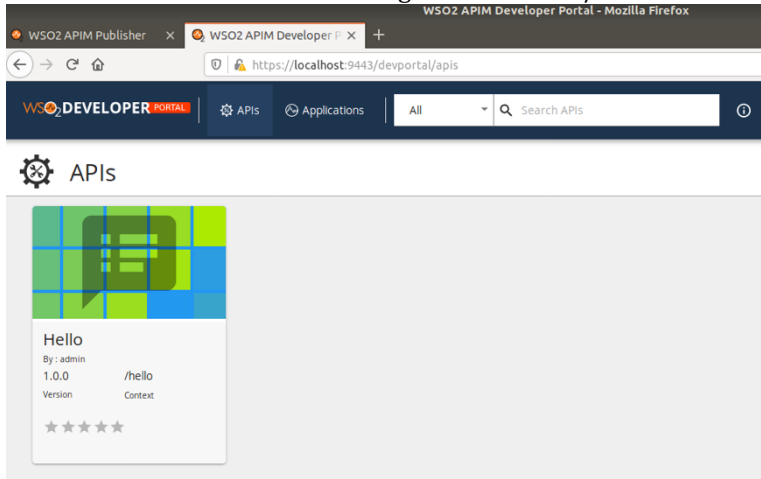 WSO2 APIM Developer Portal - Mozilla Firefox
WSO2 APIM Publisher × WSO2 APIM Developer P × +
https://localhost:9443/devportal/apis
WSO2 DEVELOPER PORTAL APIs Applications All Search APIs
APIs
Hello
By : admin
1.0.0 /hello
Version Context